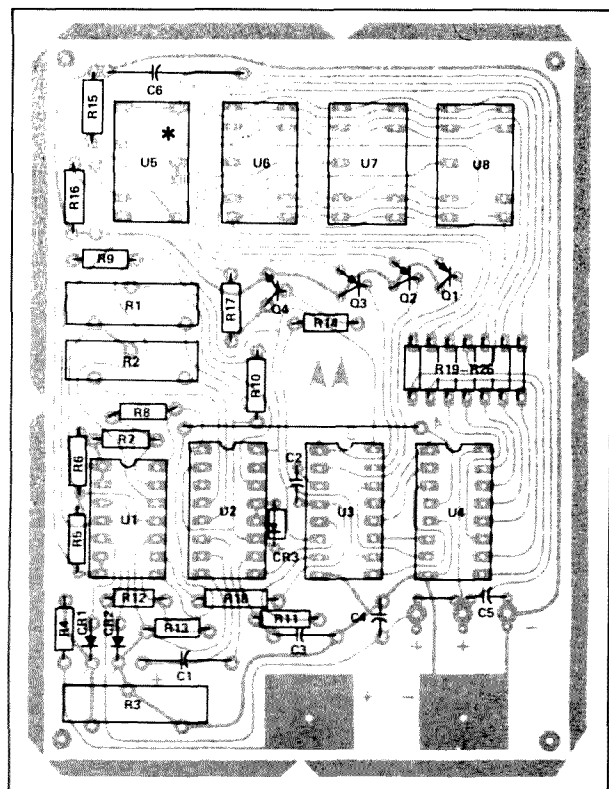 C6
R15
*
U5 U6 U7 U8
R16
R9
R1
R17
Q4 Q3 Q2 Q1
R14
R2
R19-R26
R10
R8
R7
R6
C2
U1 U2 U3 U4
R5
CR3
R12 R18
C5
R4
CR1
CR2
R13
R11
C4
C3
+ + -
C1
+
R3
+ -